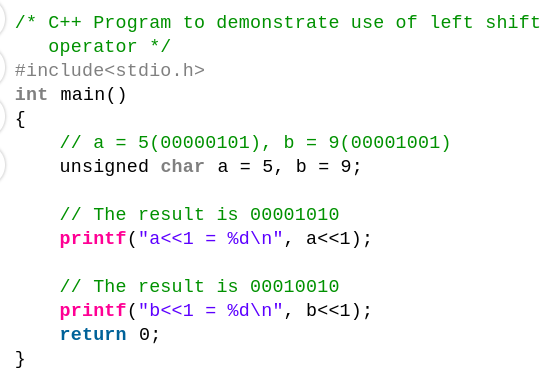 /* C++ Program to demonstrate use of left shift
operator */
#include<stdio.h>
int main()
{
// a = 5(00000101), b = 9(00001001)
unsigned char a = 5, b = 9;
// The result is 00001010
printf("a<<1 = %d\n", a<<1);
// The result is 00010010
printf("b<<1 = %d\n", b<<1);
return 0;
}